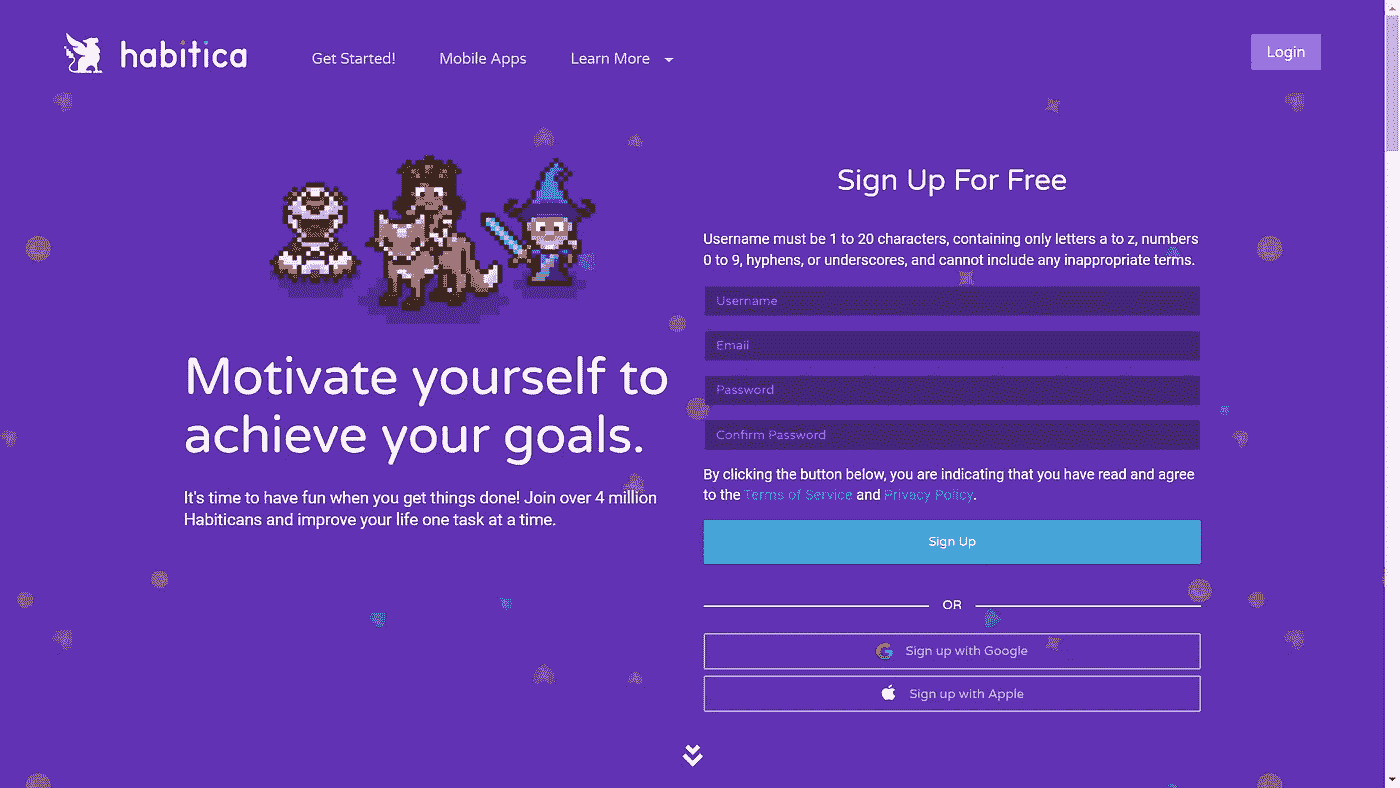 habitica
Get Started!
Mobile Apps
Learn More
Login
Motivate yourself to
achieve your goals.
It's time to have fun when you get things done! Join over 4 million
Habiticans and improve your life one task at a time.
Sign Up For Free
Username must be 1 to 20 characters, containing only letters a to z, numbers
0 to 9, hyphens, or underscores, and cannot include any inappropriate terms.
Username
Email
Password
Confirm Password
By clicking the button below, you are indicating that you have read and agree
to the Terms of Service and Privacy Policy.
Sign Up
OR
Sign up with Google
Sign up with Apple